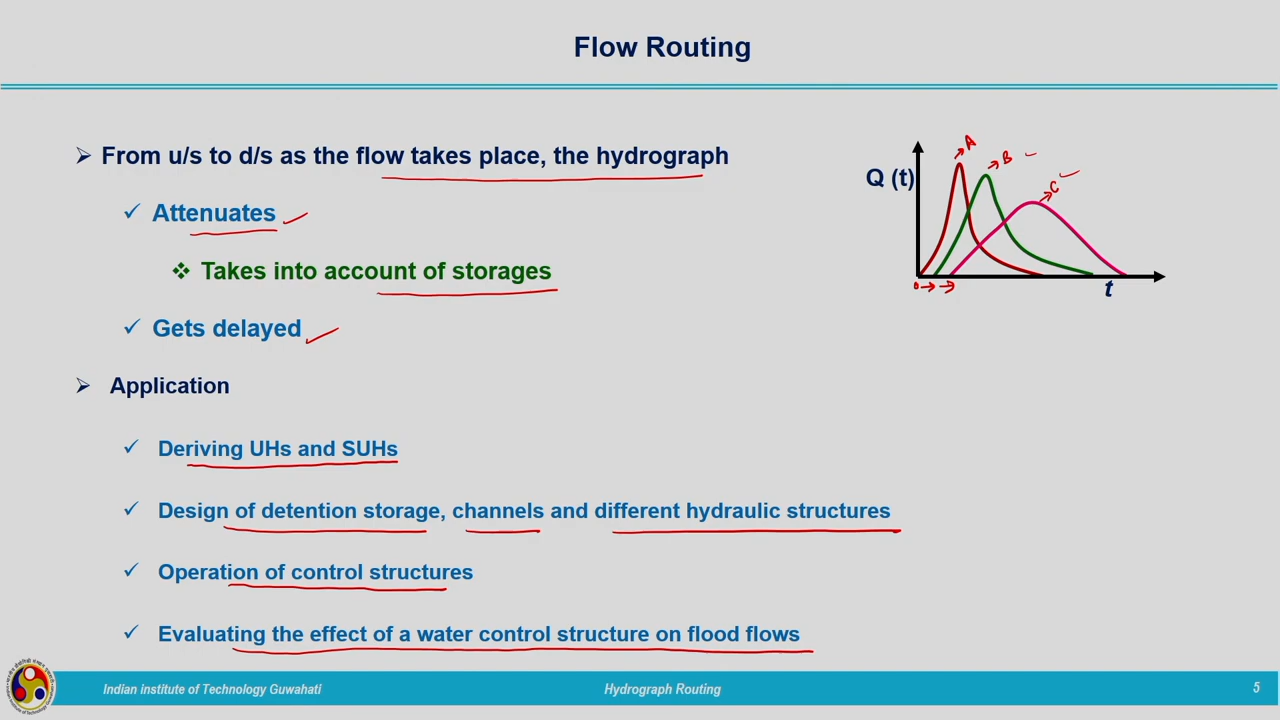 Flow Routing
From u/s to d/s as the flow takes place, the hydrograph
Attenuates
Takes into account of storages
Gets delayed
Application
Deriving UHs and SUHs
Design of detention storage, channels and different hydraulic structures
Operation of control structures
Evaluating the effect of a water control structure on flood flows
Q (t)
A
B
C
t
Indian institute of Technology Guwahati
Hydrograph Routing
5